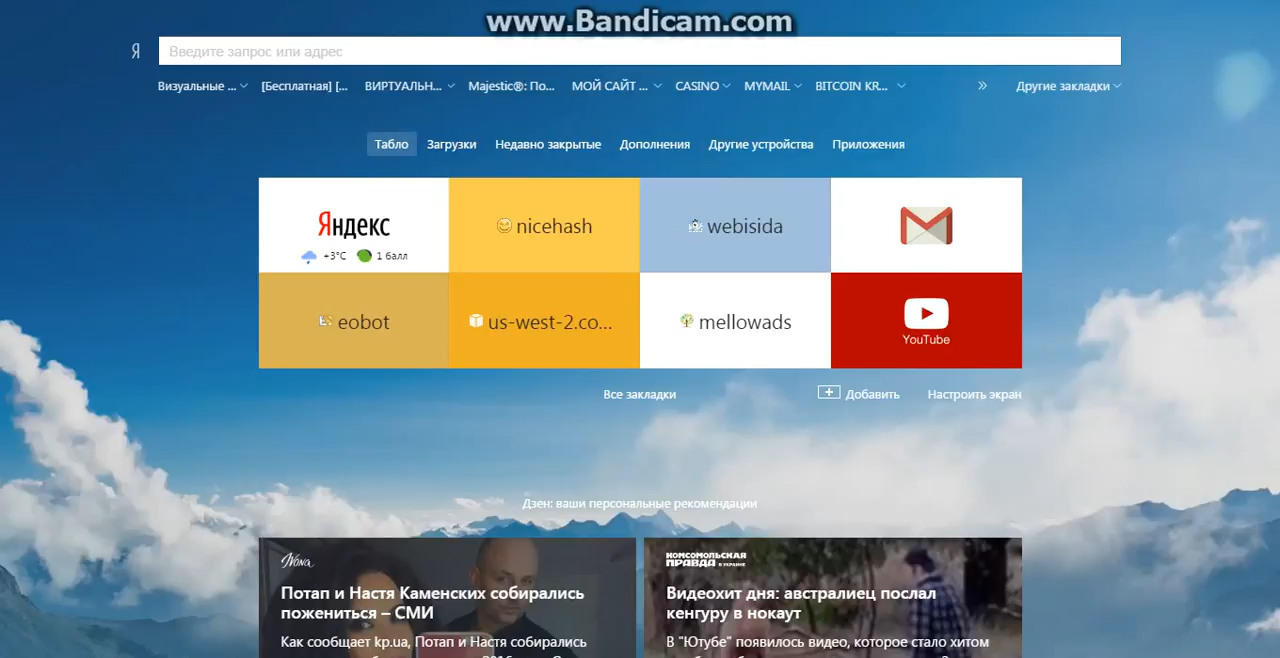 www.Bandicam.com
Я Введите запрос или адрес
Визуальные ... [Бесплатная] [... ВИРТУАЛЬН... Majestic®: По... МОЙ САЙТ ... CASINO MYMAIL BITCOIN KR... » Другие закладки
Табло Загрузки Недавно закрытые Дополнения Другие устройства Приложения
Яндекс
+3°C 1 балл
nicehash
webisida
eobot
us-west-2.co...
mellowads
YouTube
Все закладки Добавить Настроить экран
Дзен: ваши персональные рекомендации
Ivona
Потап и Настя Каменских собирались
пожениться – СМИ
Как сообщает kp.ua, Потап и Настя собирались
КОМСОМОЛЬСКАЯ
ПРАВДА В УКРАИНЕ
Видеохит дня: австралиец послал
кенгуру в нокаут
В "Ютубе" появилось видео, которое стало хитом